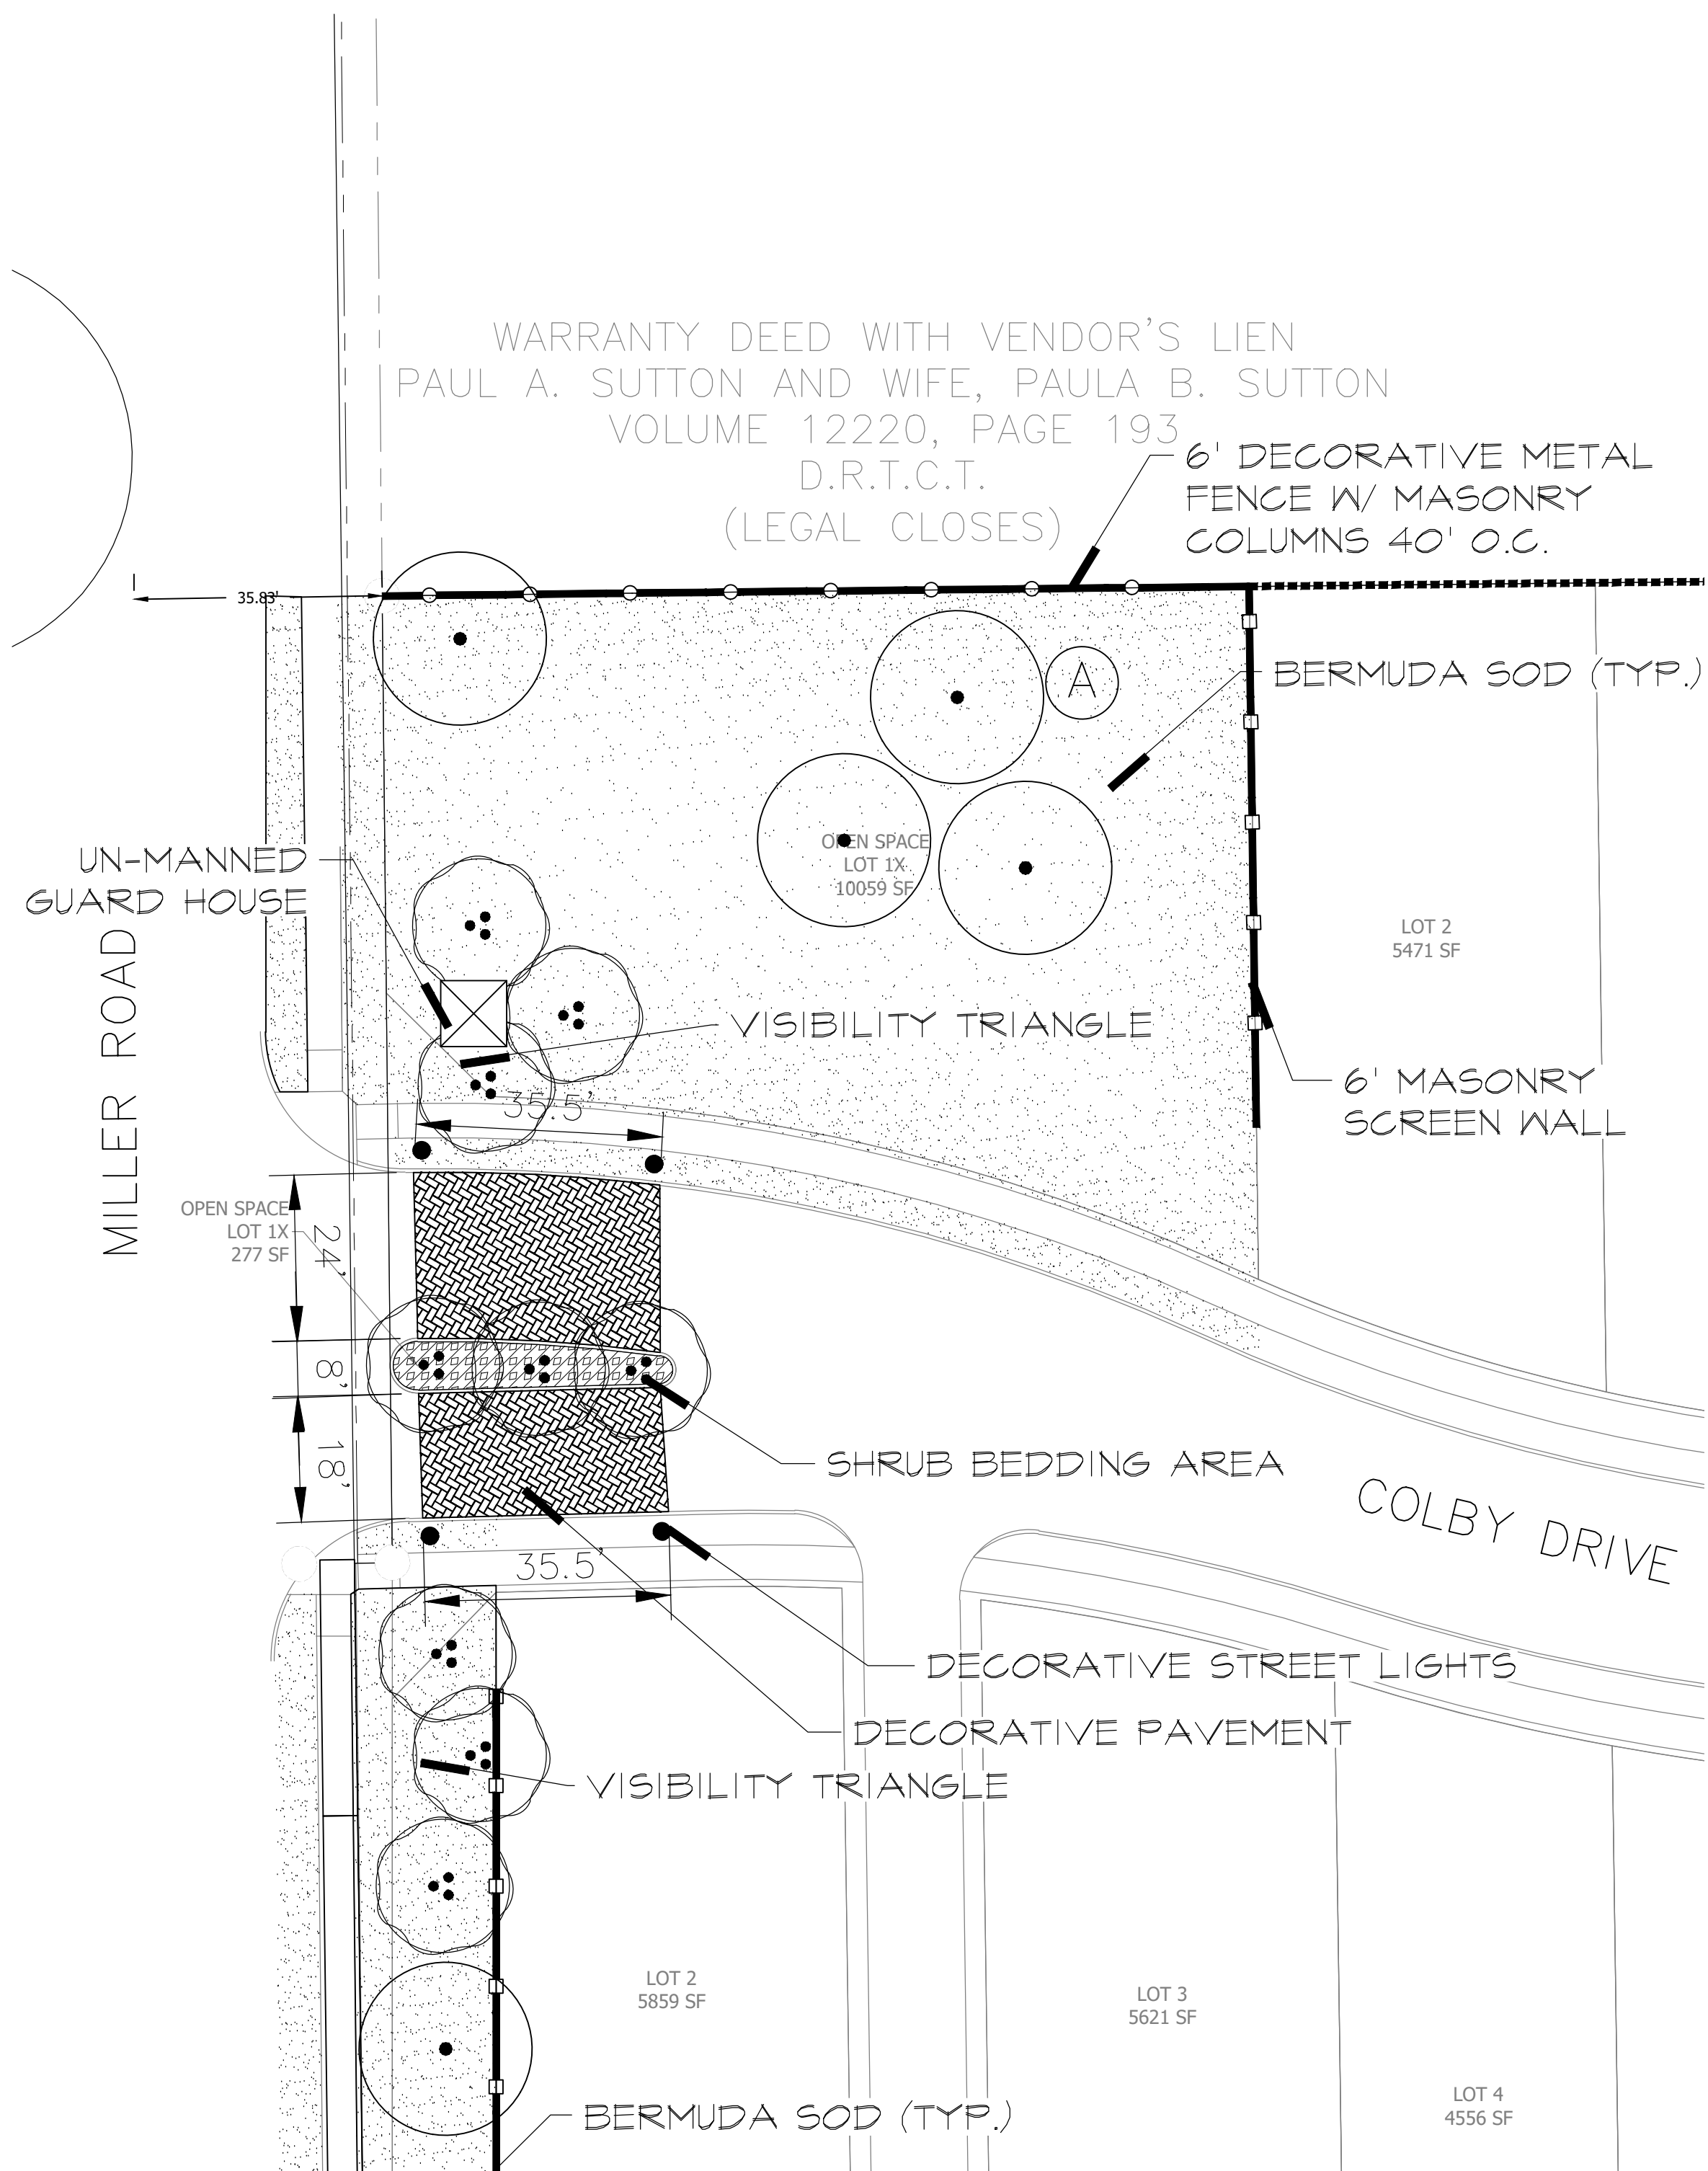 WARRANTY DEED WITH VENDOR'S LIEN
PAUL A. SUTTON AND WIFE, PAULA B. SUTTON
VOLUME 12220, PAGE 193
D.R.T.C.T.
(LEGAL CLOSES)
6' DECORATIVE METAL
FENCE W/ MASONRY
COLUMNS 40' O.C.
35.83'
A
BERMUDA SOD (TYP.)
OPEN SPACE
LOT 1X
10059 SF
UN-MANNED
GUARD HOUSE
LOT 2
5471 SF
MILLER ROAD
VISIBILITY TRIANGLE
6' MASONRY
SCREEN WALL
35.5'
OPEN SPACE
LOT 1X
277 SF
24'
8'
18'
SHRUB BEDDING AREA
COLBY DRIVE
35.5'
DECORATIVE STREET LIGHTS
DECORATIVE PAVEMENT
VISIBILITY TRIANGLE
LOT 2
5859 SF
LOT 3
5621 SF
LOT 4
4556 SF
BERMUDA SOD (TYP.)